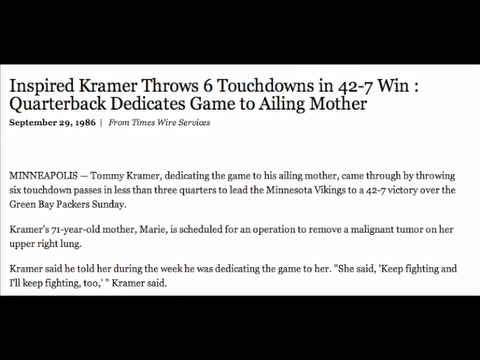 Inspired Kramer Throws 6 Touchdowns in 42-7 Win :
Quarterback Dedicates Game to Ailing Mother
September 29, 1986 | From Times Wire Services
MINNEAPOLIS — Tommy Kramer, dedicating the game to his ailing mother, came through by throwing
six touchdown passes in less than three quarters to lead the Minnesota Vikings to a 42-7 victory over the
Green Bay Packers Sunday.
Kramer's 71-year-old mother, Marie, is scheduled for an operation to remove a malignant tumor on her
upper right lung.
Kramer said he told her during the week he was dedicating the game to her. "She said, 'Keep fighting and
I'll keep fighting, too,' " Kramer said.